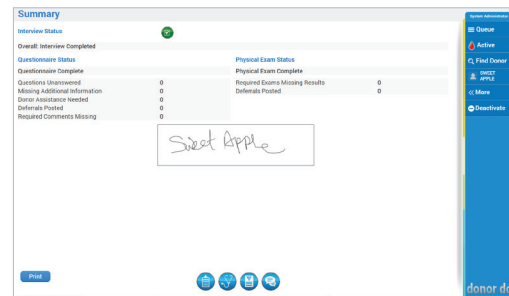 Summary
System Administrator
Interview Status
Overall: Interview Completed
Questionnaire Status
Physical Exam Status
Questionnaire Complete
Physical Exam Complete
Questions Unanswered 0
Required Exams Missing Results 0
Missing Additional Information 0
Deferrals Posted 0
Donor Assistance Needed 0
Deferrals Posted 0
Required Comments Missing 0
Sweet Apple
Print
Queue
Active
Find Donor
SWEET
APPLE
<< More
Deactivate
donor do